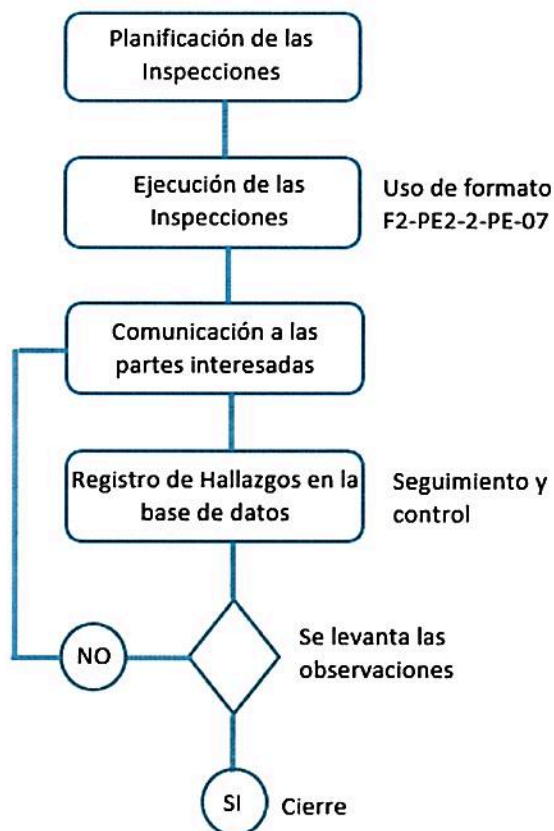 Planificación de las
Inspecciones
Ejecución de las
Inspecciones
Uso de formato
F2-PE2-2-PE-07
Comunicación a las
partes interesadas
Registro de Hallazgos en la
base de datos
Seguimiento y
control
NO
Se levanta las
observaciones
SI
Cierre